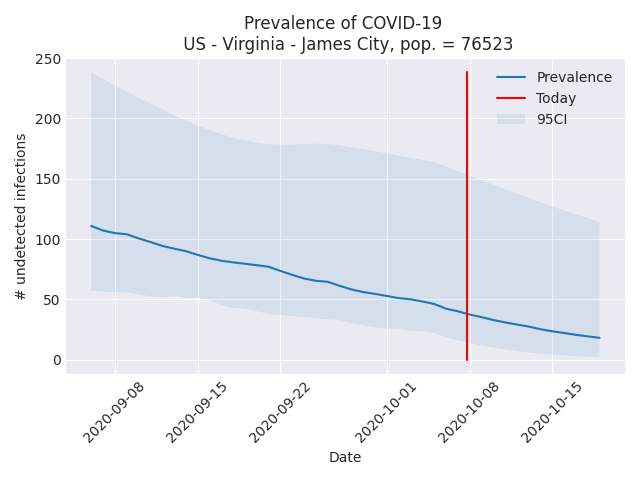 Prevalence of COVID-19
US - Virginia - James City, pop. = 76523
250
200
150
100
50
0
# undetected infections
Prevalence
Today
95CI
2020-09-08
2020-09-15
2020-09-22
2020-10-01
2020-10-08
2020-10-15
Date